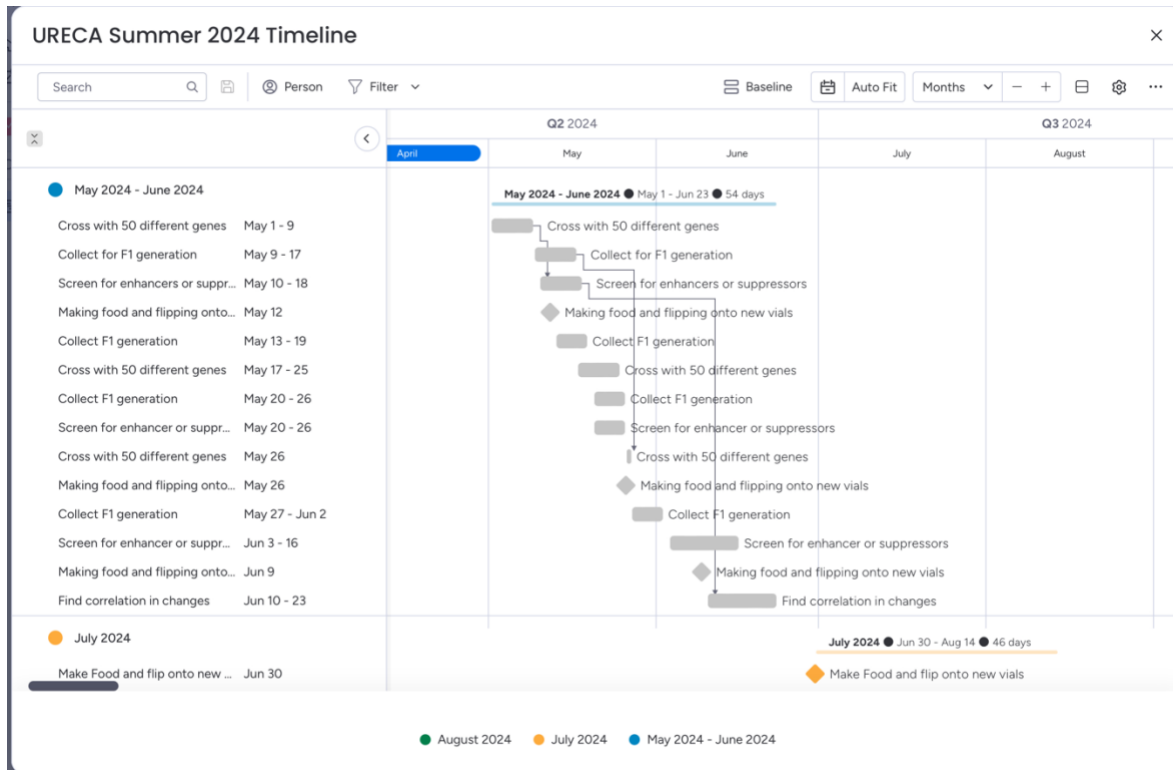 URECA Summer 2024 Timeline
Search Person Filter Baseline Auto Fit Months
Q2 2024 Q3 2024
April May June July August
May 2024 - June 2024 May 2024 - June 2024 ● May 1 - Jun 23 ● 54 days
Cross with 50 different genes May 1 - 9 Cross with 50 different genes
Collect for F1 generation May 9 - 17 Collect for F1 generation
Screen for enhancers or suppr... May 10 - 18 Screen for enhancers or suppressors
Making food and flipping onto... May 12 Making food and flipping onto new vials
Collect F1 generation May 13 - 19 Collect F1 generation
Cross with 50 different genes May 17 - 25 Cross with 50 different genes
Collect F1 generation May 20 - 26 Collect F1 generation
Screen for enhancer or suppr... May 20 - 26 Screen for enhancer or suppressors
Cross with 50 different genes May 26 Cross with 50 different genes
Making food and flipping onto... May 26 Making food and flipping onto new vials
Collect F1 generation May 27 - Jun 2 Collect F1 generation
Screen for enhancer or suppr... Jun 3 - 16 Screen for enhancer or suppressors
Making food and flipping onto... Jun 9 Making food and flipping onto new vials
Find correlation in changes Jun 10 - 23 Find correlation in changes
July 2024 July 2024 ● Jun 30 - Aug 14 ● 46 days
Make Food and flip onto new ... Jun 30 Make Food and flip onto new vials
August 2024 July 2024 May 2024 - June 2024